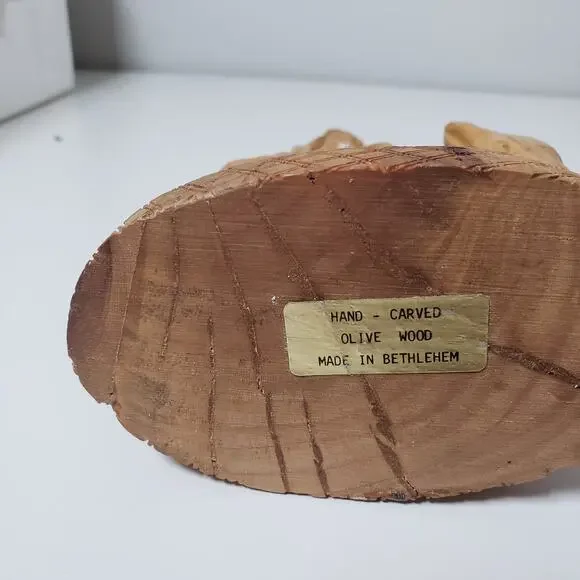 HAND - CARVED
OLIVE WOOD
MADE IN BETHLEHEM